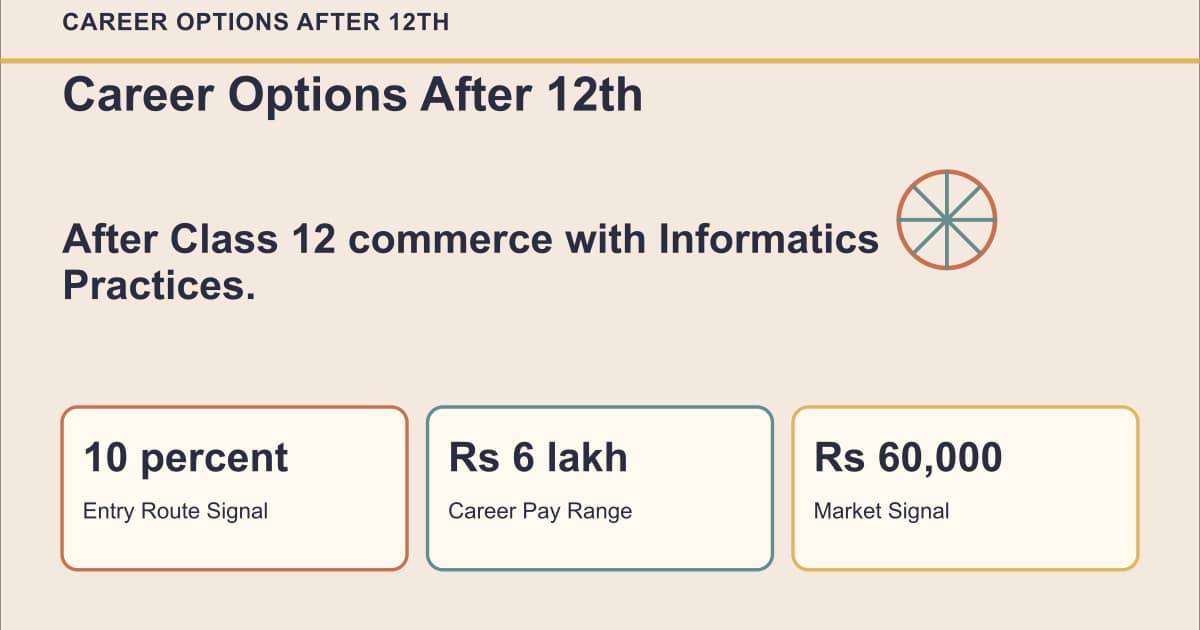 CAREER OPTIONS AFTER 12TH
Career Options After 12th
After Class 12 commerce with Informatics
Practices.
10 percent
Entry Route Signal
Rs 6 lakh
Career Pay Range
Rs 60,000
Market Signal